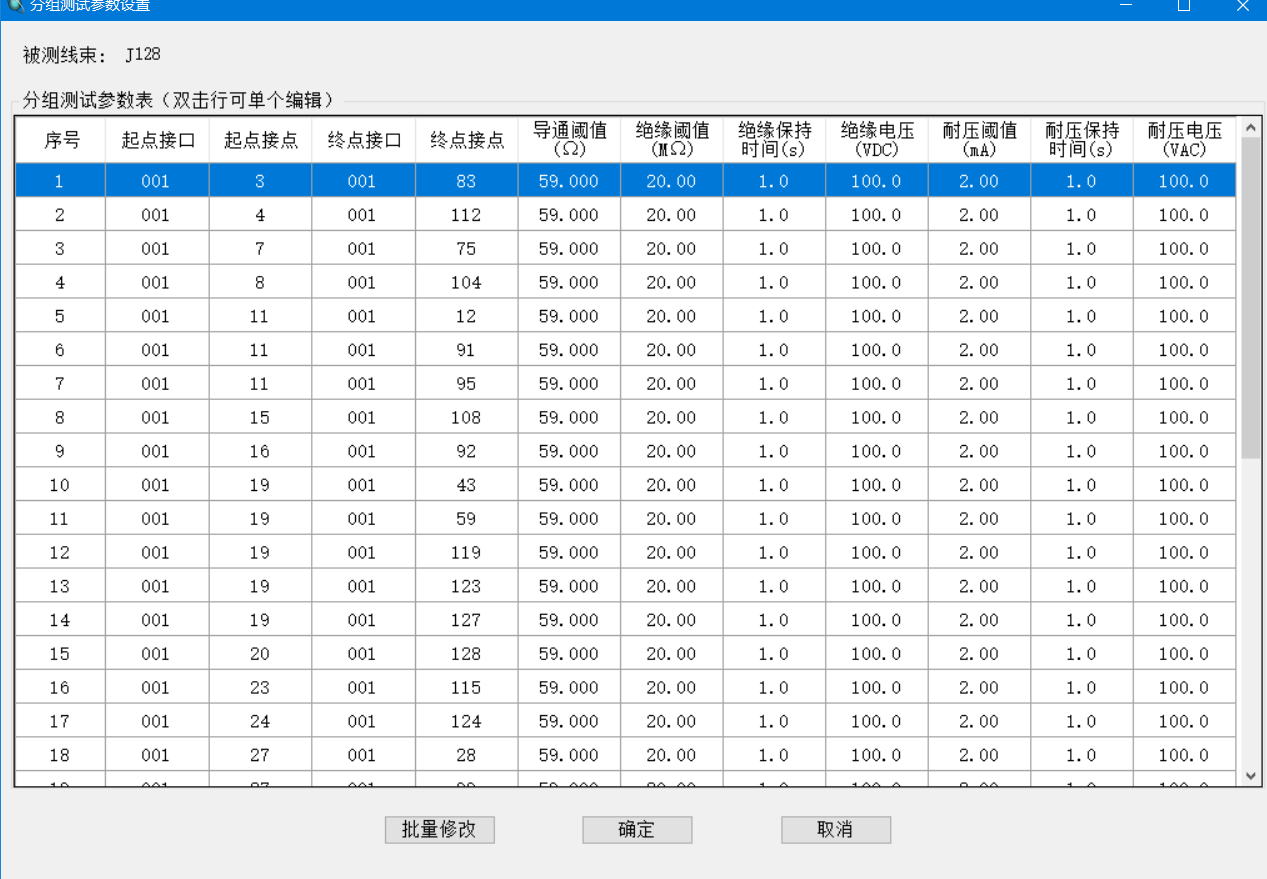 分组测试参数设置
被测线束： J128
分组测试参数表（双击行可单个编辑）
序号 起点接口 起点接点 终点接口 终点接点 导通阈值(Ω) 绝缘阈值(MΩ) 绝缘保持时间(s) 绝缘电压(VDC) 耐压阈值(mA) 耐压保持时间(s) 耐压电压(VAC)
1 001 3 001 83 59.000 20.00 1.0 100.0 2.00 1.0 100.0
2 001 4 001 112 59.000 20.00 1.0 100.0 2.00 1.0 100.0
3 001 7 001 75 59.000 20.00 1.0 100.0 2.00 1.0 100.0
4 001 8 001 104 59.000 20.00 1.0 100.0 2.00 1.0 100.0
5 001 11 001 12 59.000 20.00 1.0 100.0 2.00 1.0 100.0
6 001 11 001 91 59.000 20.00 1.0 100.0 2.00 1.0 100.0
7 001 11 001 95 59.000 20.00 1.0 100.0 2.00 1.0 100.0
8 001 15 001 108 59.000 20.00 1.0 100.0 2.00 1.0 100.0
9 001 16 001 92 59.000 20.00 1.0 100.0 2.00 1.0 100.0
10 001 19 001 43 59.000 20.00 1.0 100.0 2.00 1.0 100.0
11 001 19 001 59 59.000 20.00 1.0 100.0 2.00 1.0 100.0
12 001 19 001 119 59.000 20.00 1.0 100.0 2.00 1.0 100.0
13 001 19 001 123 59.000 20.00 1.0 100.0 2.00 1.0 100.0
14 001 19 001 127 59.000 20.00 1.0 100.0 2.00 1.0 100.0
15 001 20 001 128 59.000 20.00 1.0 100.0 2.00 1.0 100.0
16 001 23 001 115 59.000 20.00 1.0 100.0 2.00 1.0 100.0
17 001 24 001 124 59.000 20.00 1.0 100.0 2.00 1.0 100.0
18 001 27 001 28 59.000 20.00 1.0 100.0 2.00 1.0 100.0
批量修改 确定 取消